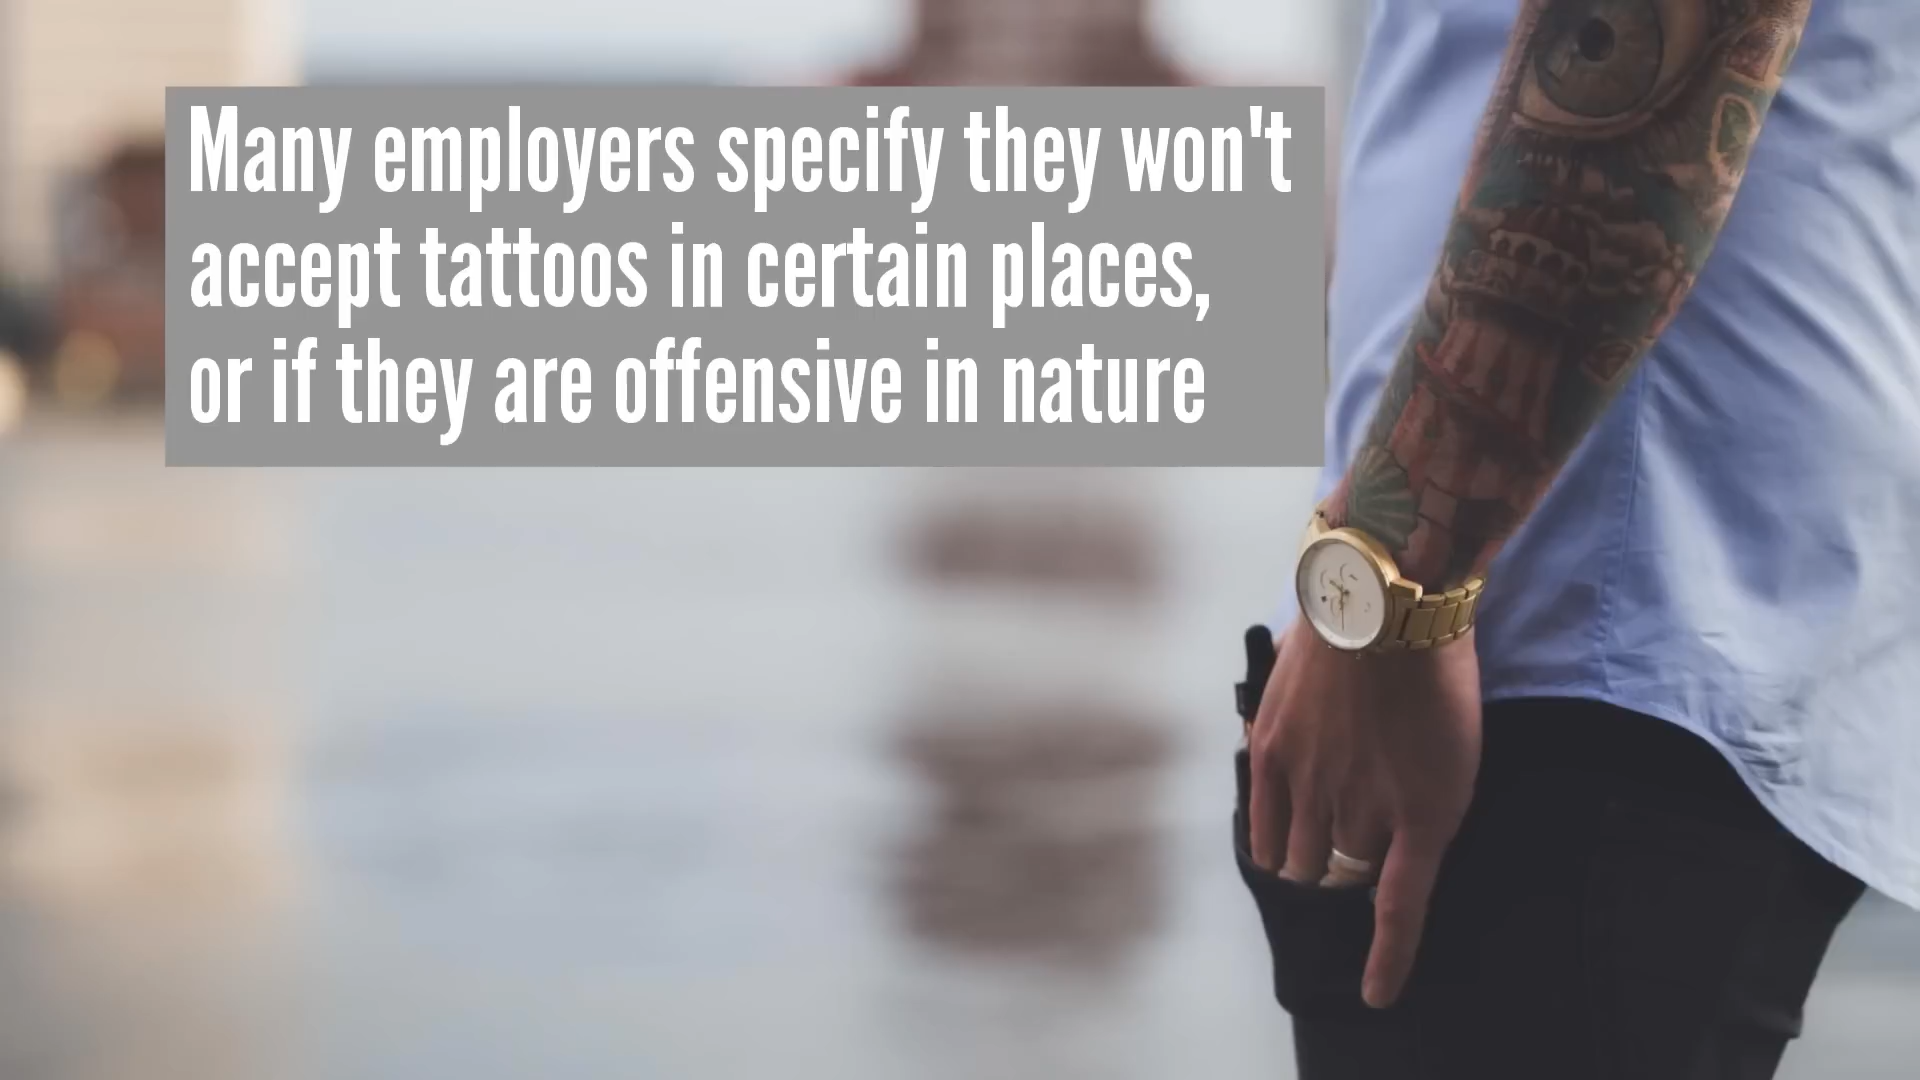 Many employers specify they won't
accept tattoos in certain places,
or if they are offensive in nature